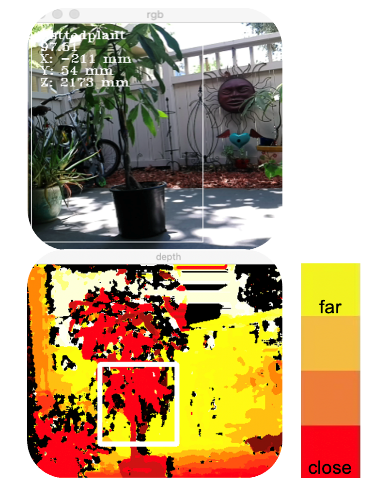 rgb
pottedplant
97.61
X: -211 mm
Y: 54 mm
Z: 2173 mm
depth
far
close